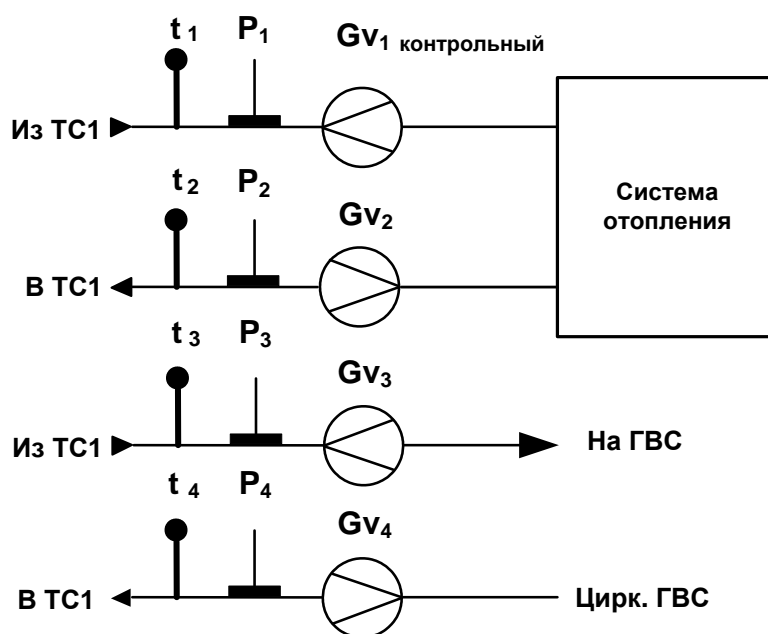 t 1 P1 Gv1 контрольный
Из ТС1
Система
отопления
t 2 P2 Gv2
В ТС1
t 3 P3 Gv3
Из ТС1 На ГВС
t 4 P4 Gv4
В ТС1 Цирк. ГВС